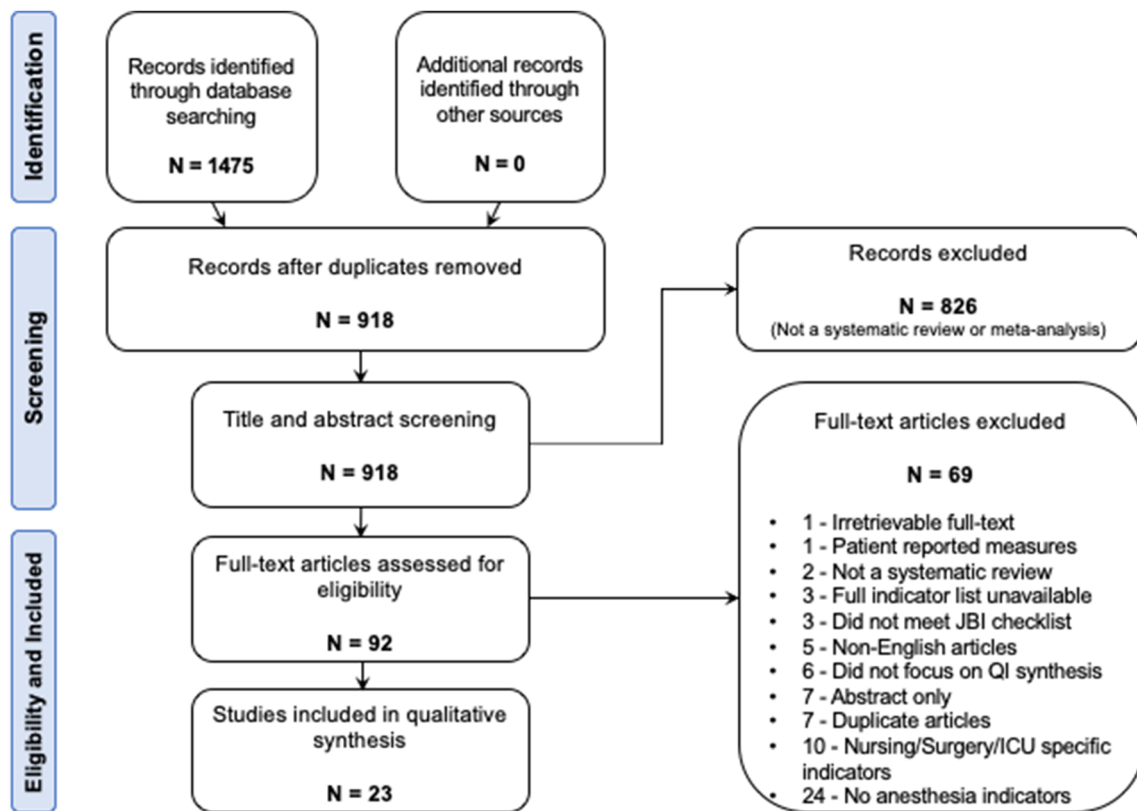 Identification
Records identified
through database
searching
N = 1475
Additional records
identified through
other sources
N = 0
Screening
Records after duplicates removed
N = 918
Records excluded
N = 826
(Not a systematic review or meta-analysis)
Title and abstract screening
N = 918
Eligibility and Included
Full-text articles assessed for
eligibility
N = 92
Full-text articles excluded
N = 69
• 1 - Irretrievable full-text
• 1 - Patient reported measures
• 2 - Not a systematic review
• 3 - Full indicator list unavailable
• 3 - Did not meet JBI checklist
• 5 - Non-English articles
• 6 - Did not focus on QI synthesis
• 7 - Abstract only
• 7 - Duplicate articles
• 10 - Nursing/Surgery/ICU specific
indicators
• 24 - No anesthesia indicators
Studies included in qualitative
synthesis
N = 23